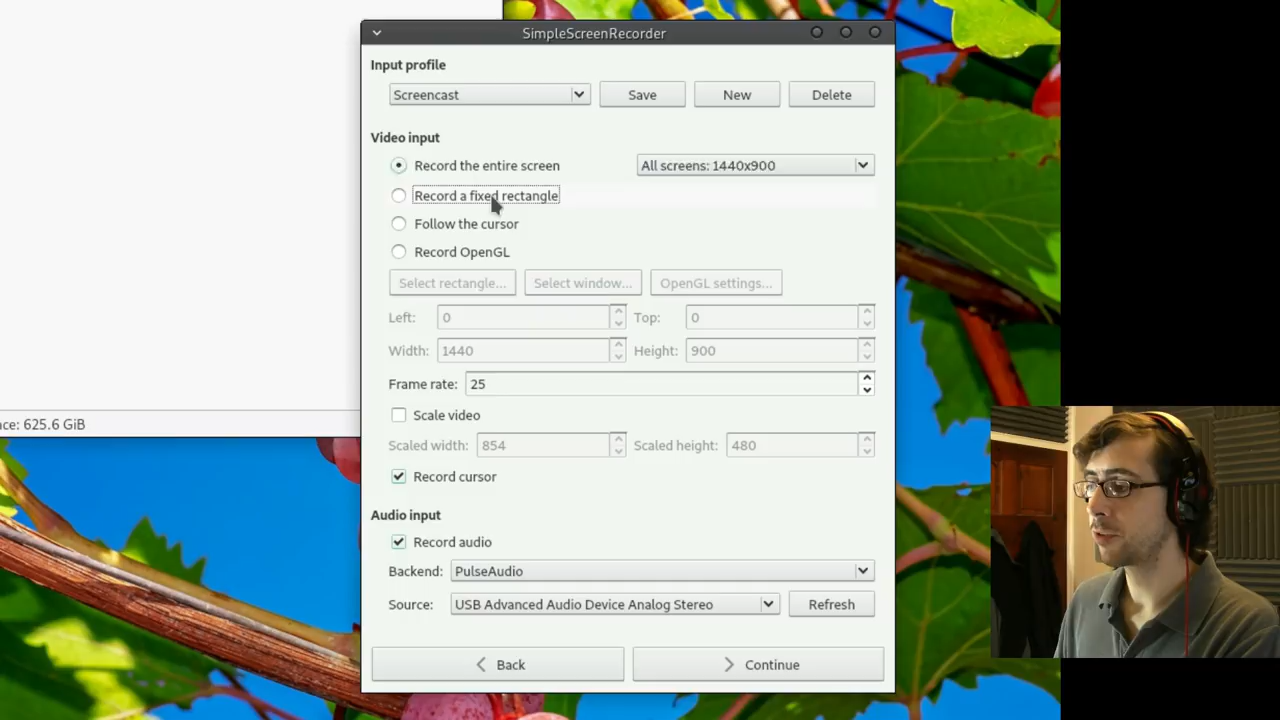 SimpleScreenRecorder
Input profile
Screencast Save New Delete
Video input
Record the entire screen All screens: 1440x900
Record a fixed rectangle
Follow the cursor
Record OpenGL
Select rectangle... Select window... OpenGL settings...
Left: 0 Top: 0
Width: 1440 Height: 900
Frame rate: 25
Scale video
ce: 625.6 GiB
Scaled width: 854 Scaled height: 480
Record cursor
Audio input
Record audio
Backend: PulseAudio
Source: USB Advanced Audio Device Analog Stereo Refresh
Back Continue